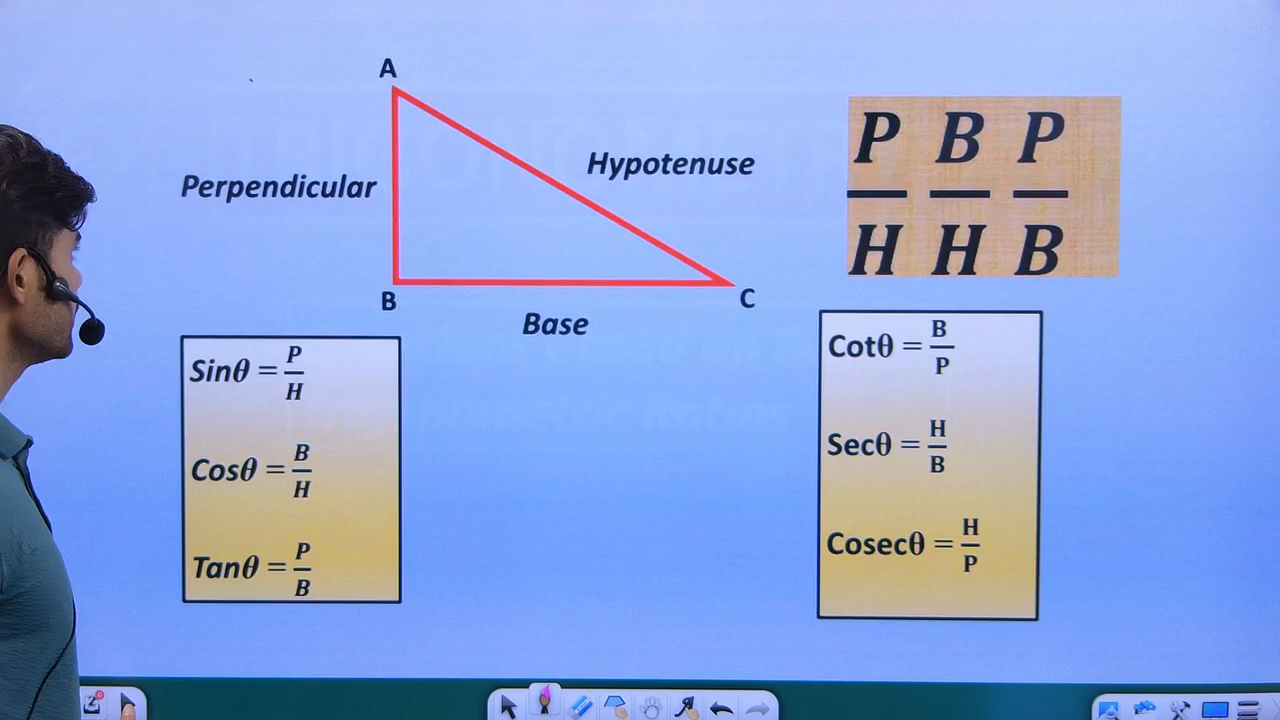 A
Perpendicular
Hypotenuse
B
C
Base
P B P
H H B
Sinθ = P/H
Cosθ = B/H
Tanθ = P/B
Cotθ = B/P
Secθ = H/B
Cosecθ = H/P